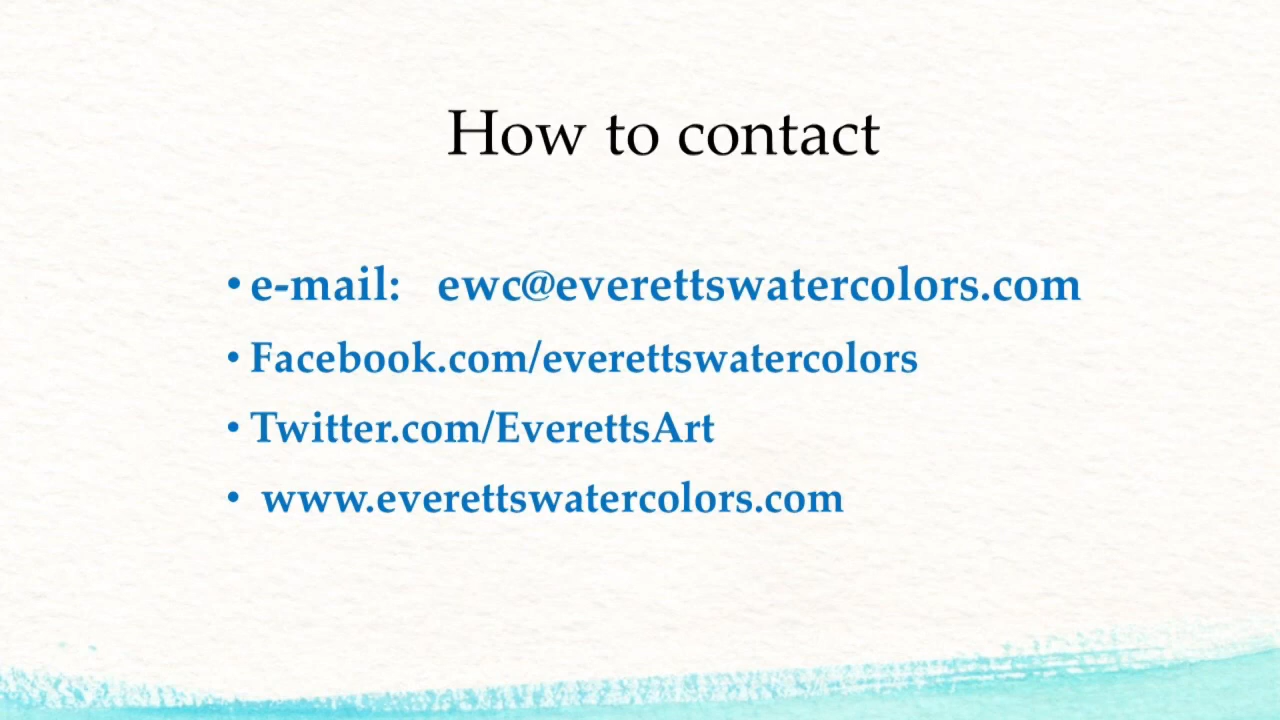 How to contact
• e-mail: ewc@everettswatercolors.com
• Facebook.com/everettswatercolors
• Twitter.com/EverettsArt
• www.everettswatercolors.com